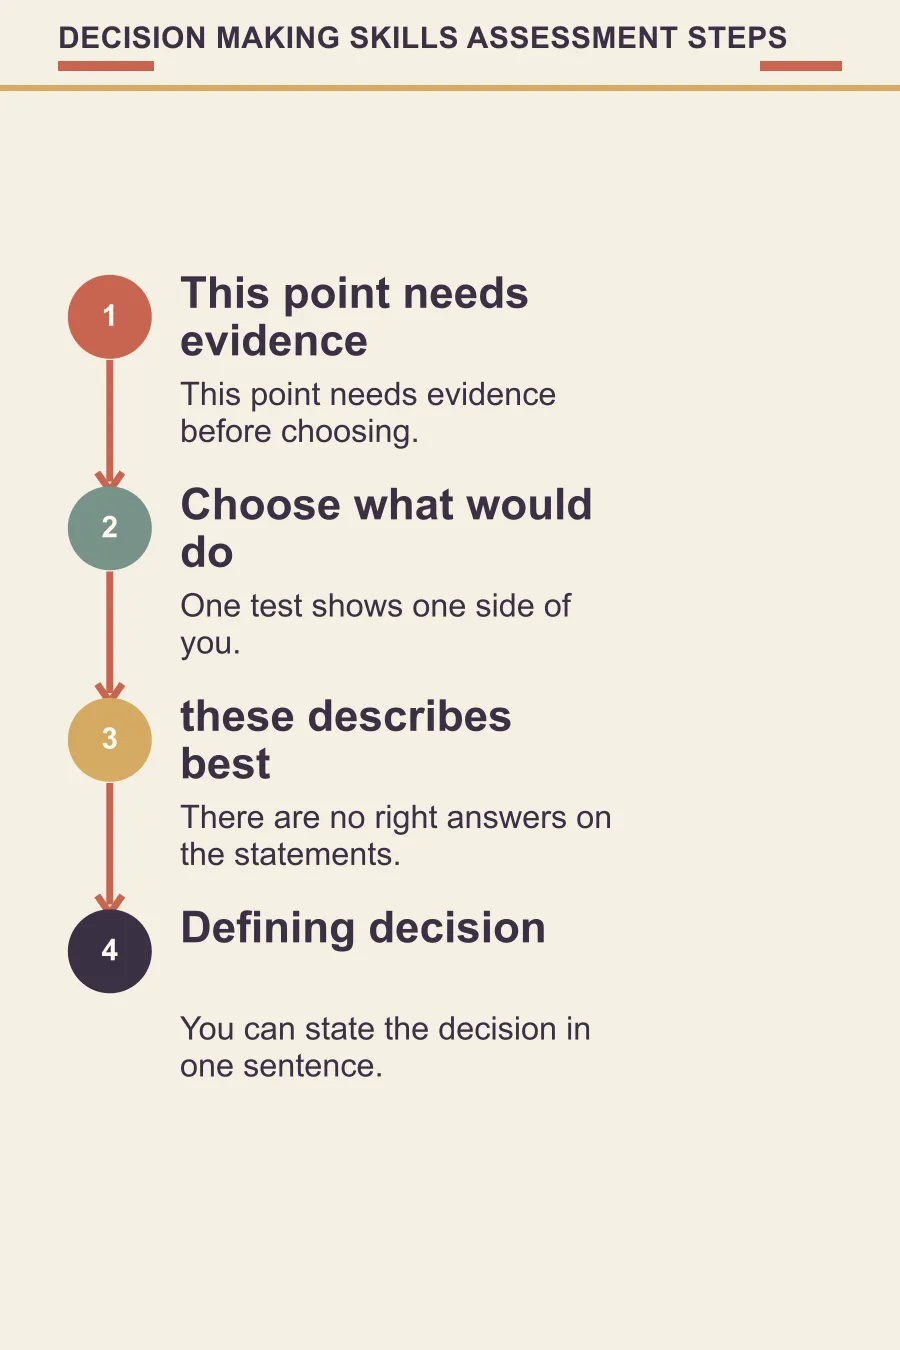 DECISION MAKING SKILLS ASSESSMENT STEPS
1
This point needs
evidence
This point needs evidence
before choosing.
2
Choose what would
do
One test shows one side of
you.
3
these describes
best
There are no right answers on
the statements.
4
Defining decision
You can state the decision in
one sentence.